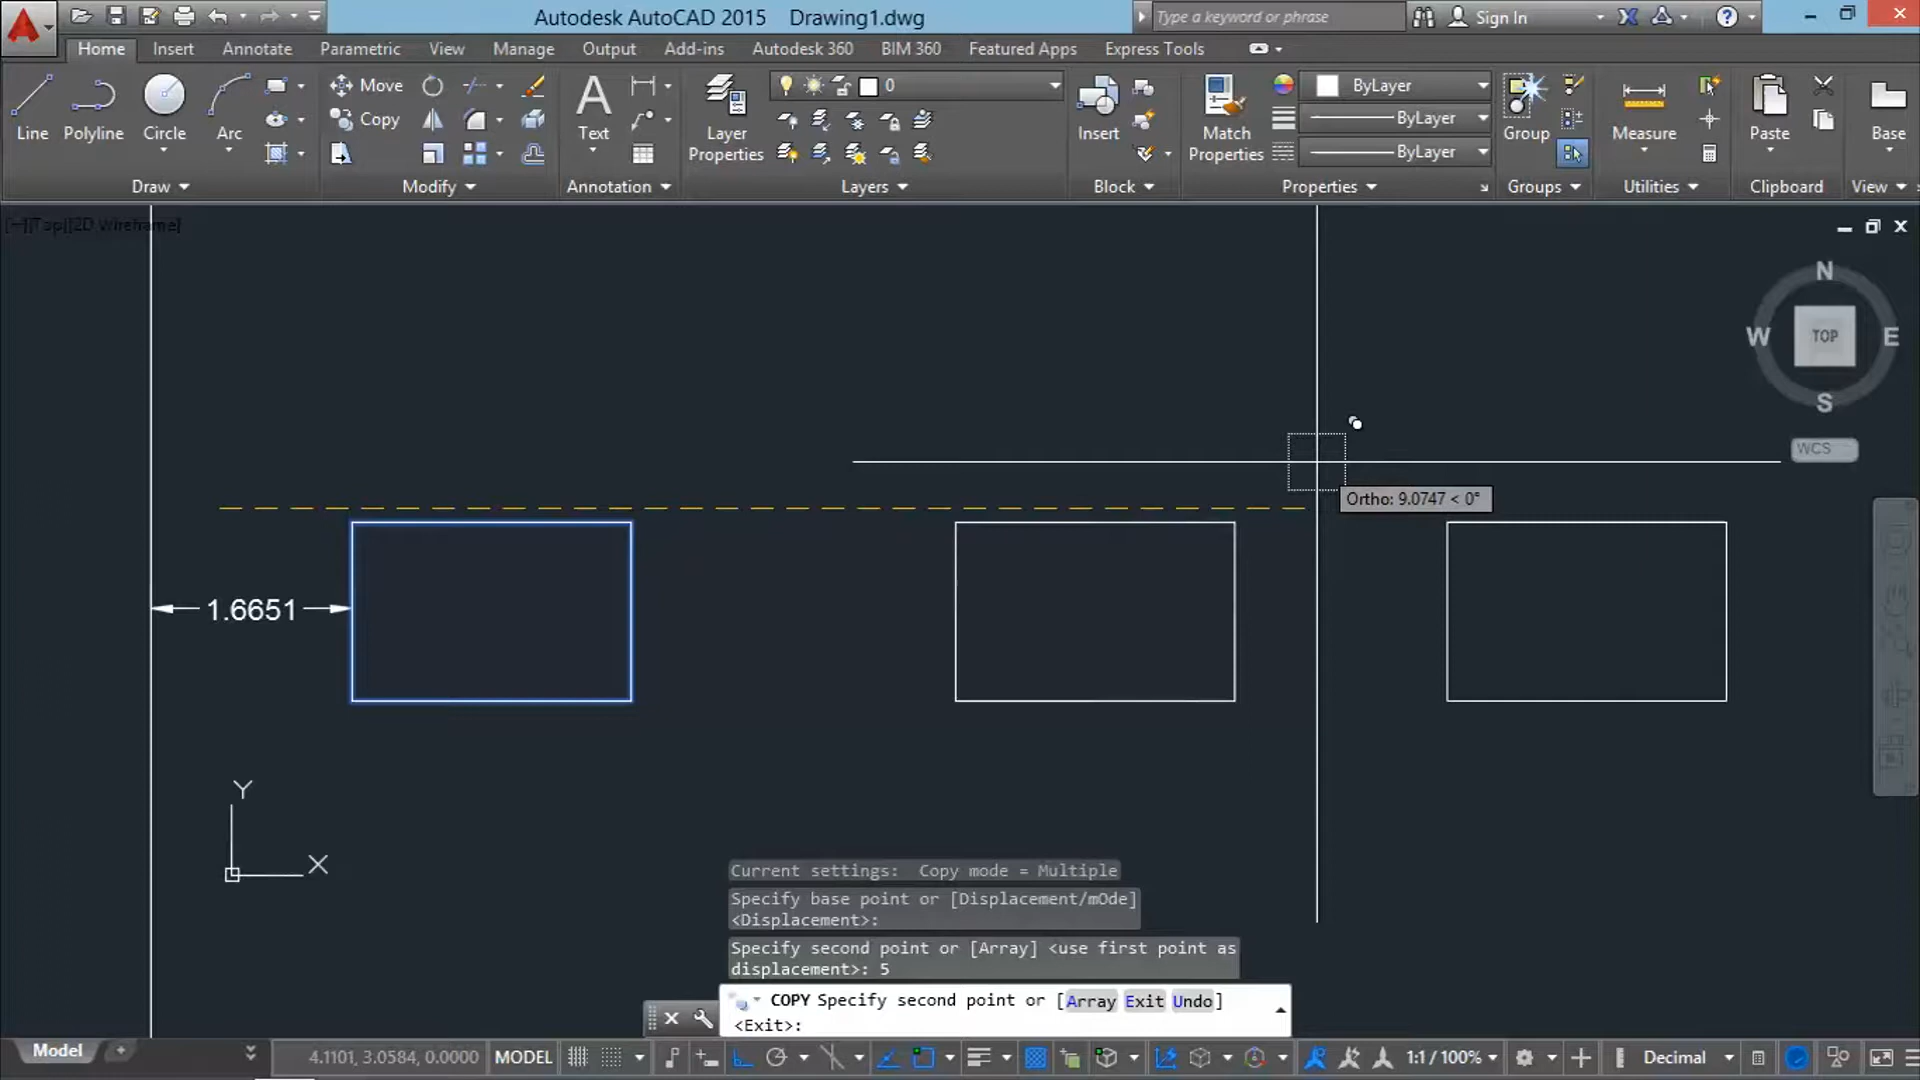 Autodesk AutoCAD 2015 Drawing1.dwg
Type a keyword or phrase
Sign In
Home Insert Annotate Parametric View Manage Output Add-ins Autodesk 360 BIM 360 Featured Apps Express Tools
Line
Polyline
Circle
Arc
Draw
Move
Copy
Modify
Text
Annotation
Layer
Properties
0
Layers
Insert
Block
Match
Properties
ByLayer
ByLayer
ByLayer
Properties
Group
Groups
Measure
Utilities
Paste
Clipboard
Base
View
[−][Top][2D Wireframe]
N
W TOP E
S
WCS
Ortho: 9.0747 < 0°
1.6651
Y
X
Current settings: Copy mode = Multiple
Specify base point or [Displacement/mOde]
<Displacement>:
Specify second point or [Array] <use first point as
displacement>: 5
COPY Specify second point or [Array Exit Undo]
<Exit>:
Model +
4.1101, 3.0584, 0.0000 MODEL 1:1 / 100% Decimal